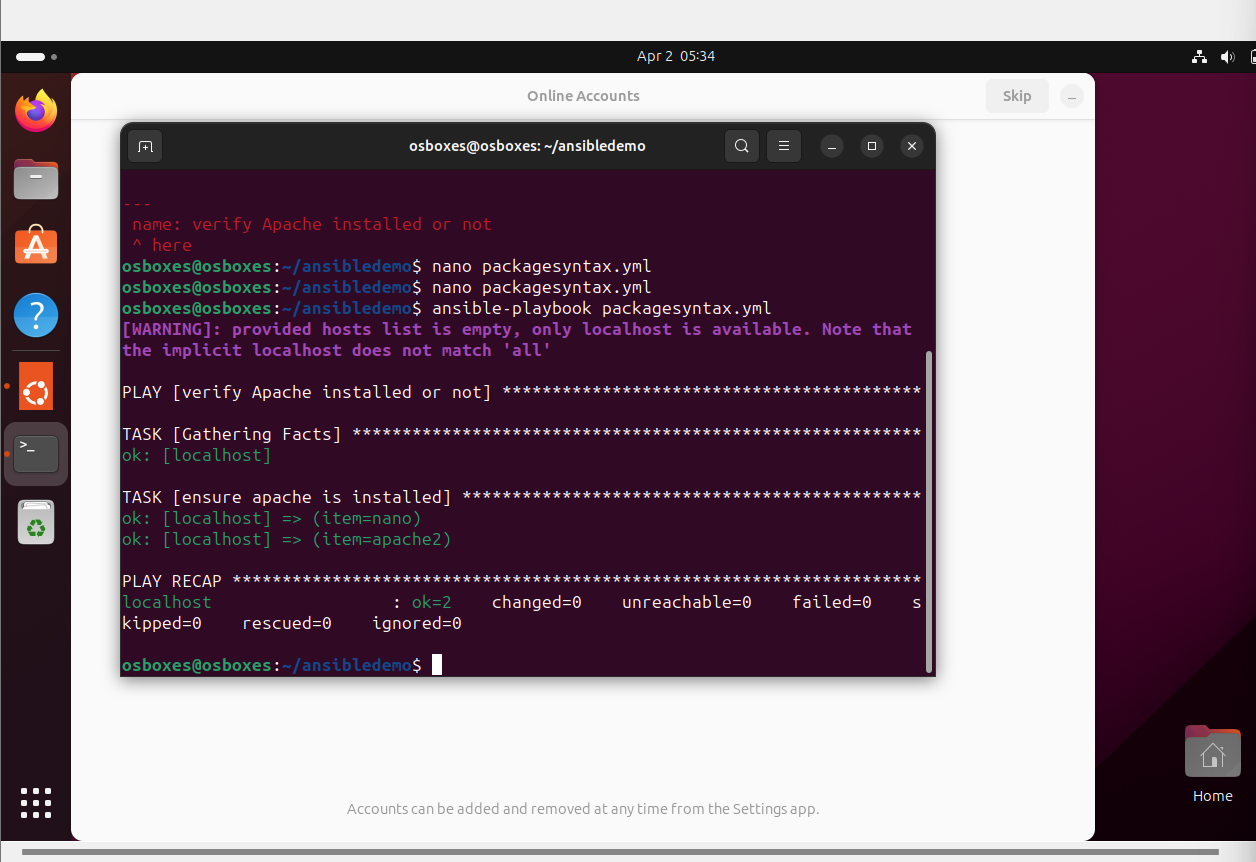 Apr 2 05:34
Online Accounts
Skip
osboxes@osboxes: ~/ansibledemo
---
name: verify Apache installed or not
^ here
osboxes@osboxes:~/ansibledemo$ nano packagesyntax.yml
osboxes@osboxes:~/ansibledemo$ nano packagesyntax.yml
osboxes@osboxes:~/ansibledemo$ ansible-playbook packagesyntax.yml
[WARNING]: provided hosts list is empty, only localhost is available. Note that
the implicit localhost does not match 'all'
PLAY [verify Apache installed or not] ******************************************
TASK [Gathering Facts] *********************************************************
ok: [localhost]
TASK [ensure apache is installed] **********************************************
ok: [localhost] => (item=nano)
ok: [localhost] => (item=apache2)
PLAY RECAP *********************************************************************
localhost                  : ok=2    changed=0    unreachable=0    failed=0    s
kipped=0    rescued=0    ignored=0
osboxes@osboxes:~/ansibledemo$
Home
Accounts can be added and removed at any time from the Settings app.